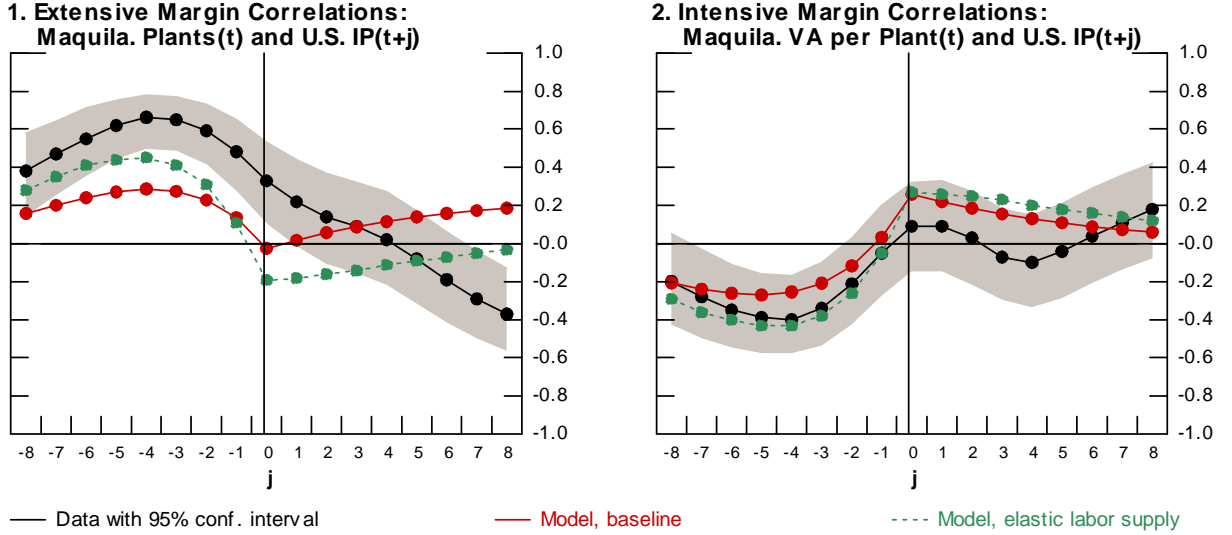 1. Extensive Margin Correlations:
Maquila. Plants(t) and U.S. IP(t+j)
1.0
0.8
0.6
0.4
0.2
-0.0
-0.2
-0.4
-0.6
-0.8
-1.0
-8 -7 -6 -5 -4 -3 -2 -1 0 1 2 3 4 5 6 7 8
j
2. Intensive Margin Correlations:
Maquila. VA per Plant(t) and U.S. IP(t+j)
1.0
0.8
0.6
0.4
0.2
-0.0
-0.2
-0.4
-0.6
-0.8
-1.0
-8 -7 -6 -5 -4 -3 -2 -1 0 1 2 3 4 5 6 7 8
j
Data with 95% conf. interval
Model, baseline
Model, elastic labor supply